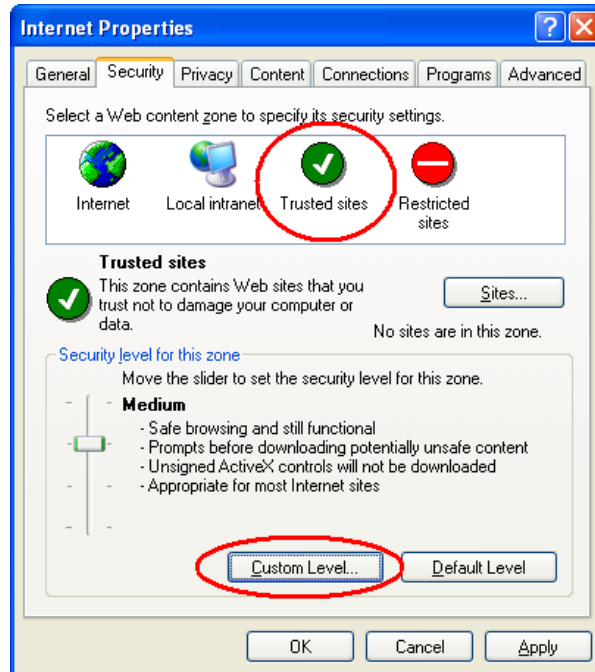 Internet Properties
General Security Privacy Content Connections Programs Advanced
Select a Web content zone to specify its security settings.
Internet Local intranet Trusted sites Restricted
sites
Trusted sites
This zone contains Web sites that you
trust not to damage your computer or
data.
Sites...
No sites are in this zone.
Security level for this zone
Move the slider to set the security level for this zone.
Medium
- Safe browsing and still functional
- Prompts before downloading potentially unsafe content
- Unsigned ActiveX controls will not be downloaded
- Appropriate for most Internet sites
Custom Level... Default Level
OK Cancel Apply